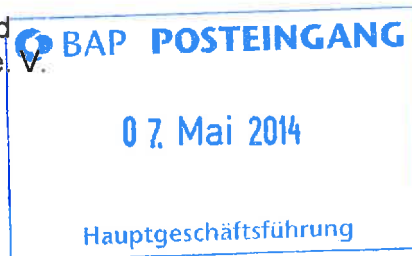 d
e. V.
BAP POSTEINGANG
07. Mai 2014
Hauptgeschäftsführung